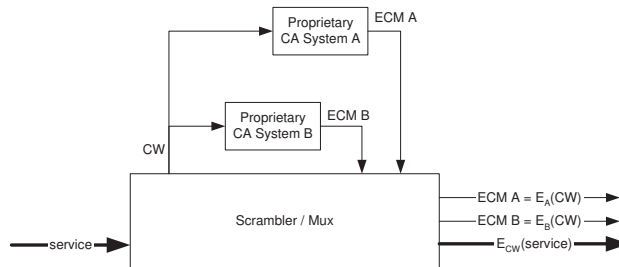 Proprietary
CA System A
ECM A
Proprietary
CA System B
ECM B
CW
Scrambler / Mux
service
ECM A = E_A(CW)
ECM B = E_B(CW)
E_CW(service)